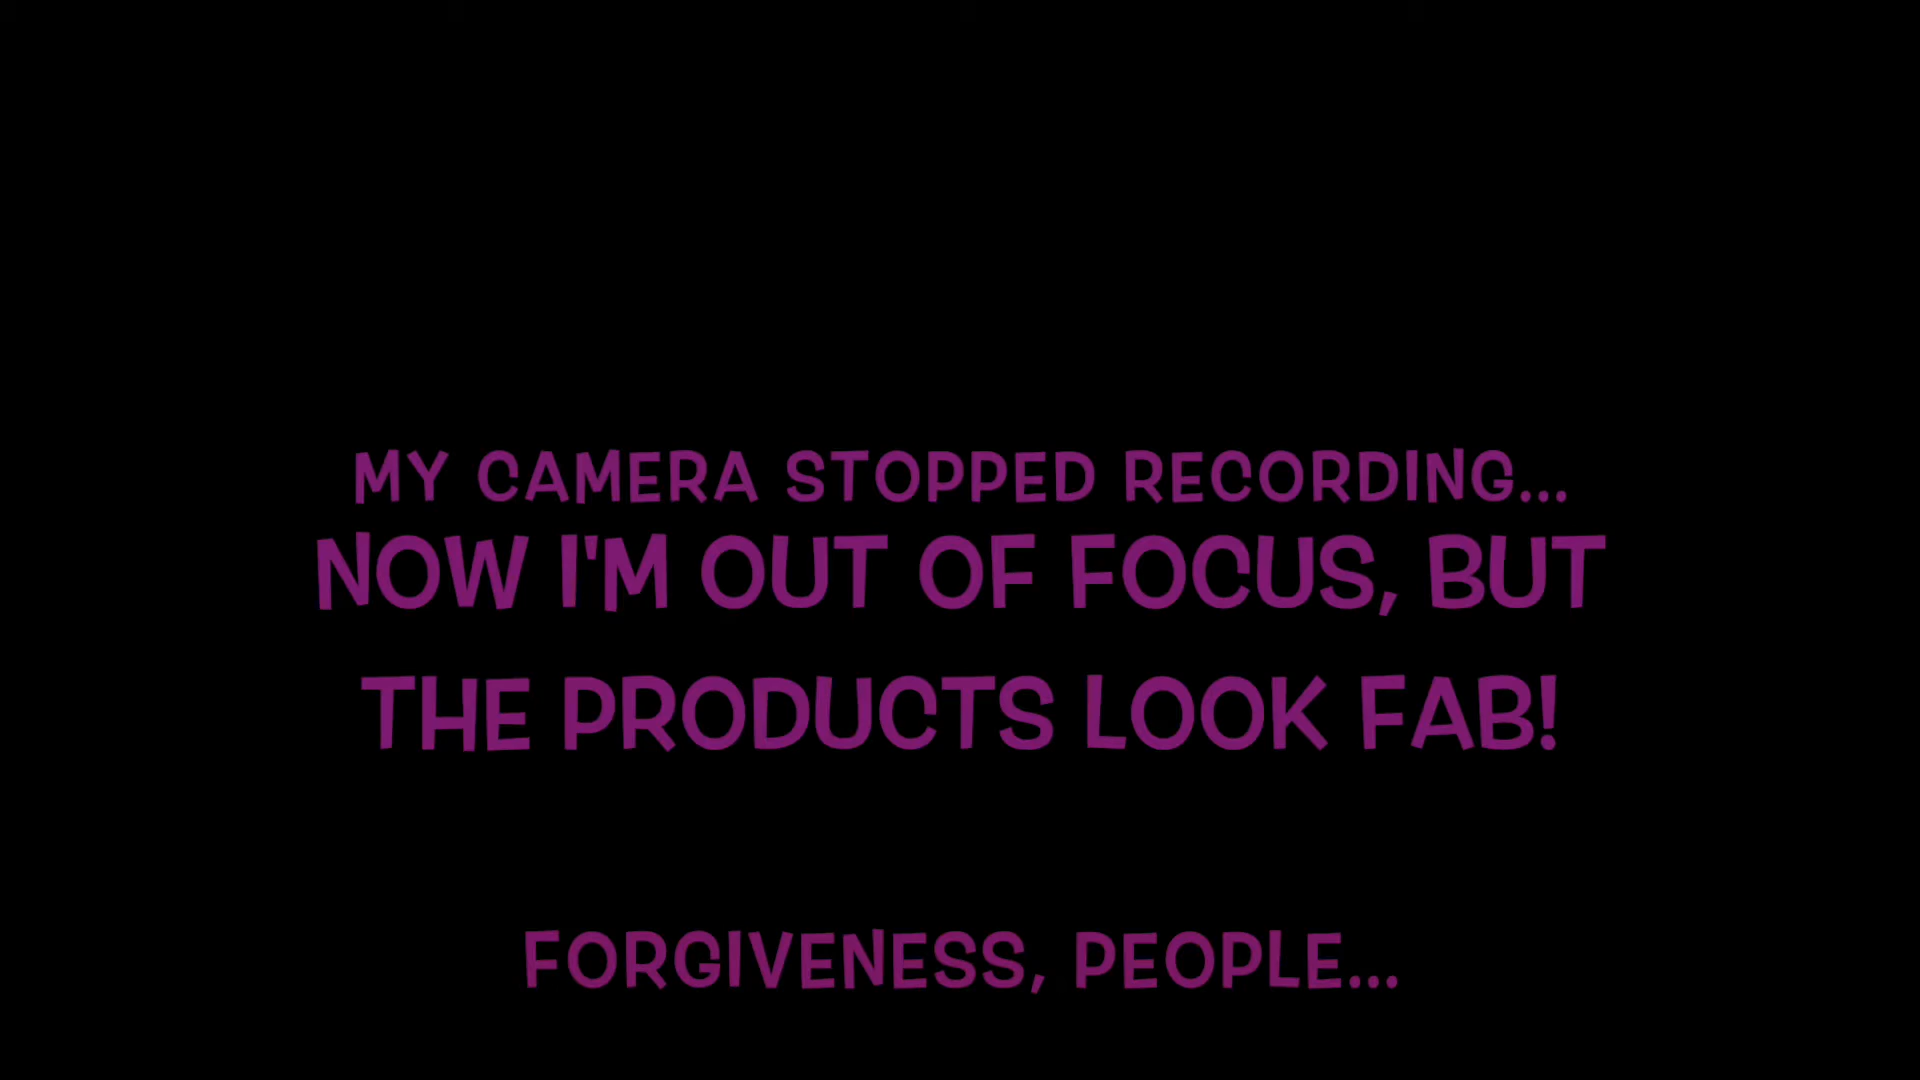 MY CAMERA STOPPED RECORDING...
NOW I'M OUT OF FOCUS, BUT
THE PRODUCTS LOOK FAB!
FORGIVENESS, PEOPLE...